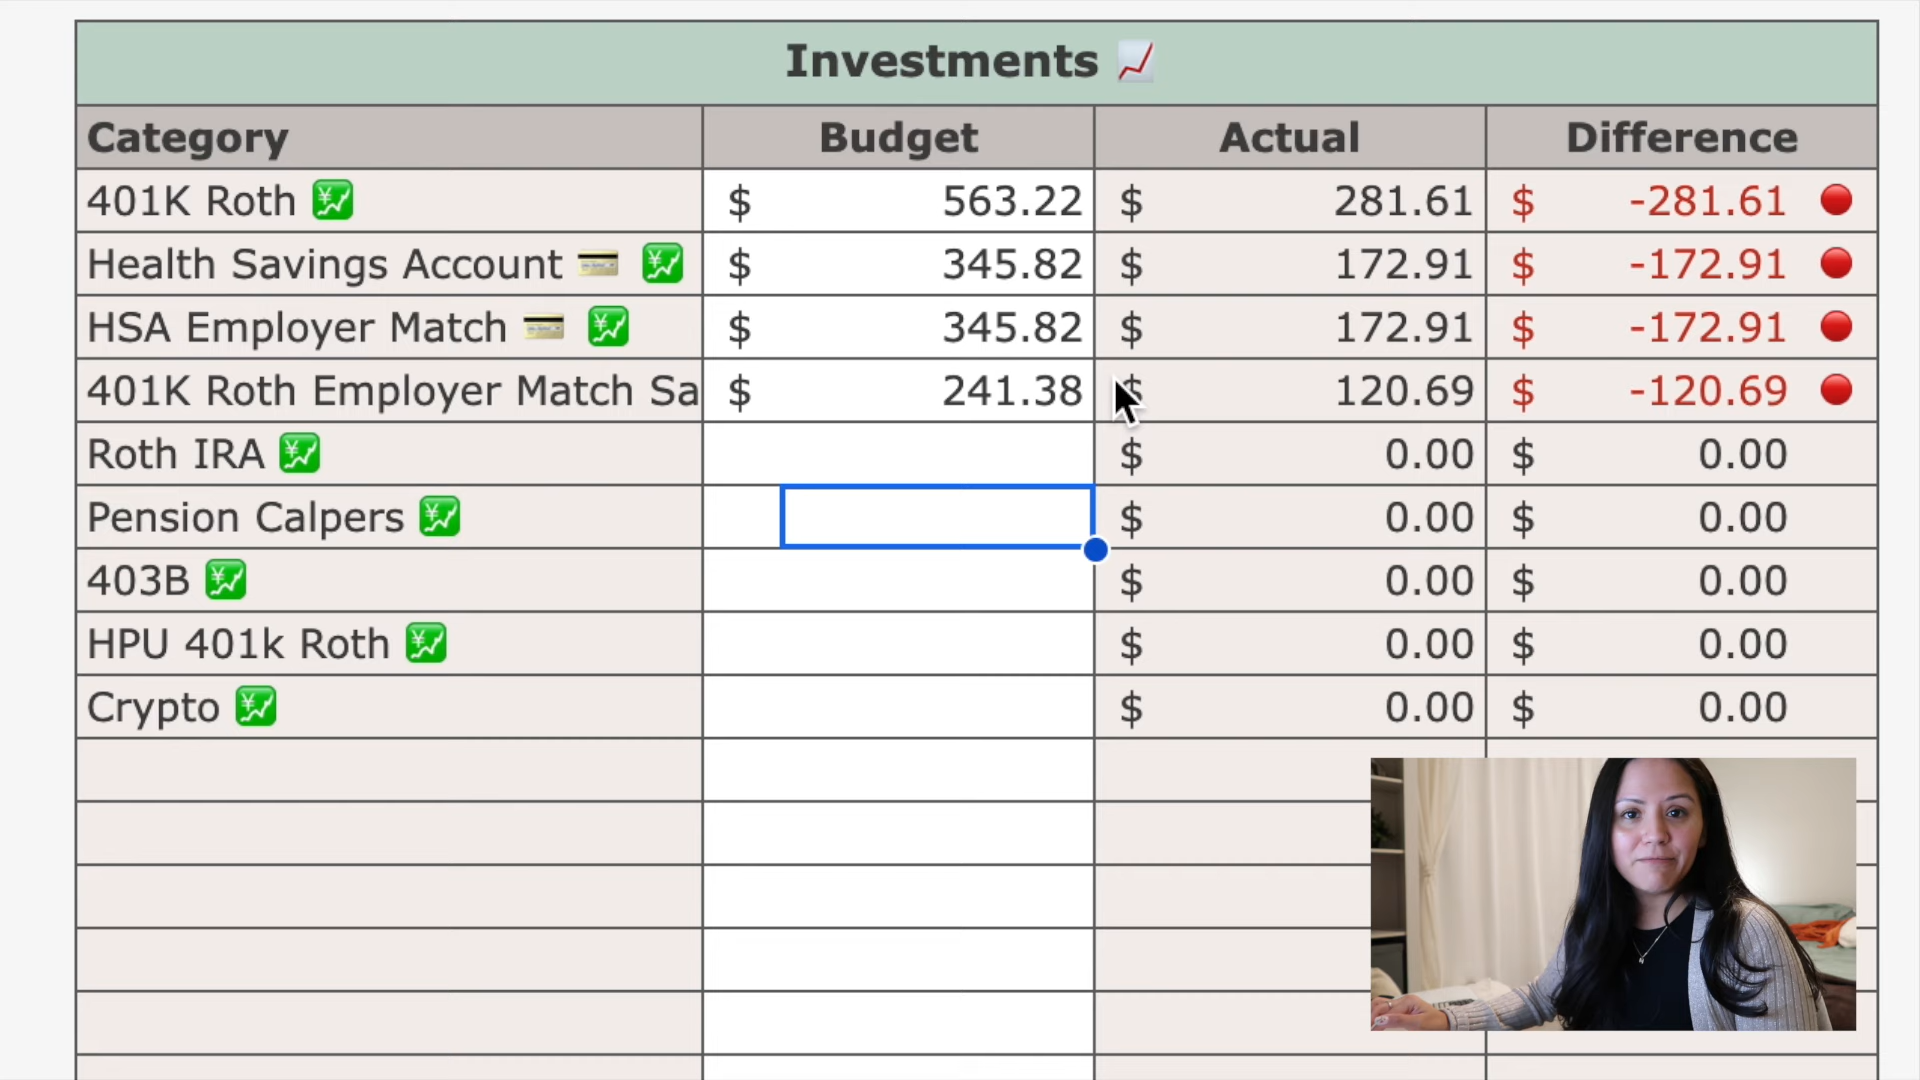 Investments
Category Budget Actual Difference
401K Roth $ 563.22 $ 281.61 $ -281.61
Health Savings Account $ 345.82 $ 172.91 $ -172.91
HSA Employer Match $ 345.82 $ 172.91 $ -172.91
401K Roth Employer Match Sa $ 241.38 $ 120.69 $ -120.69
Roth IRA $ 0.00 $ 0.00
Pension Calpers $ 0.00 $ 0.00
403B $ 0.00 $ 0.00
HPU 401k Roth $ 0.00 $ 0.00
Crypto $ 0.00 $ 0.00